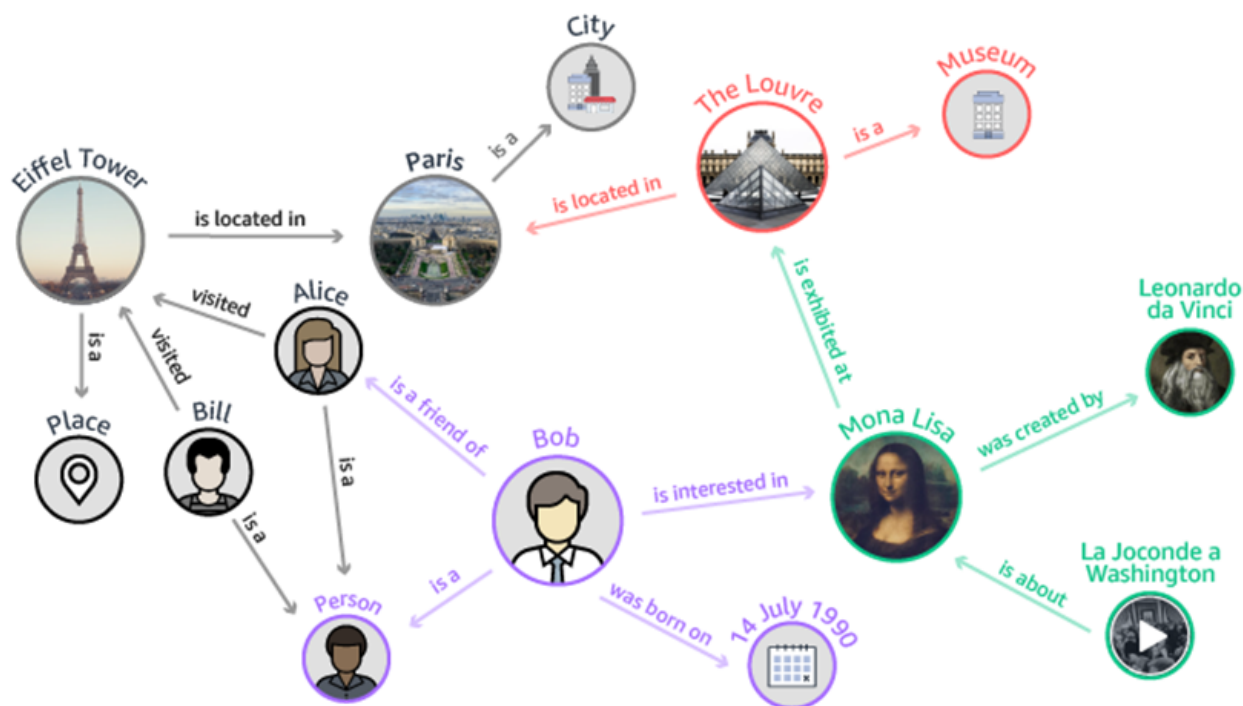 City
Museum
The Louvre
is a
is a
Eiffel Tower
Paris
is located in
is located in
visited
Alice
is exhibited at
Leonardo
da Vinci
is a
visited
Place
Bill
is a friend of
Bob
Mona Lisa
was created by
is a
is interested in
is a
La Joconde a
Washington
is about
Person
is a
was born on
14 July 1990